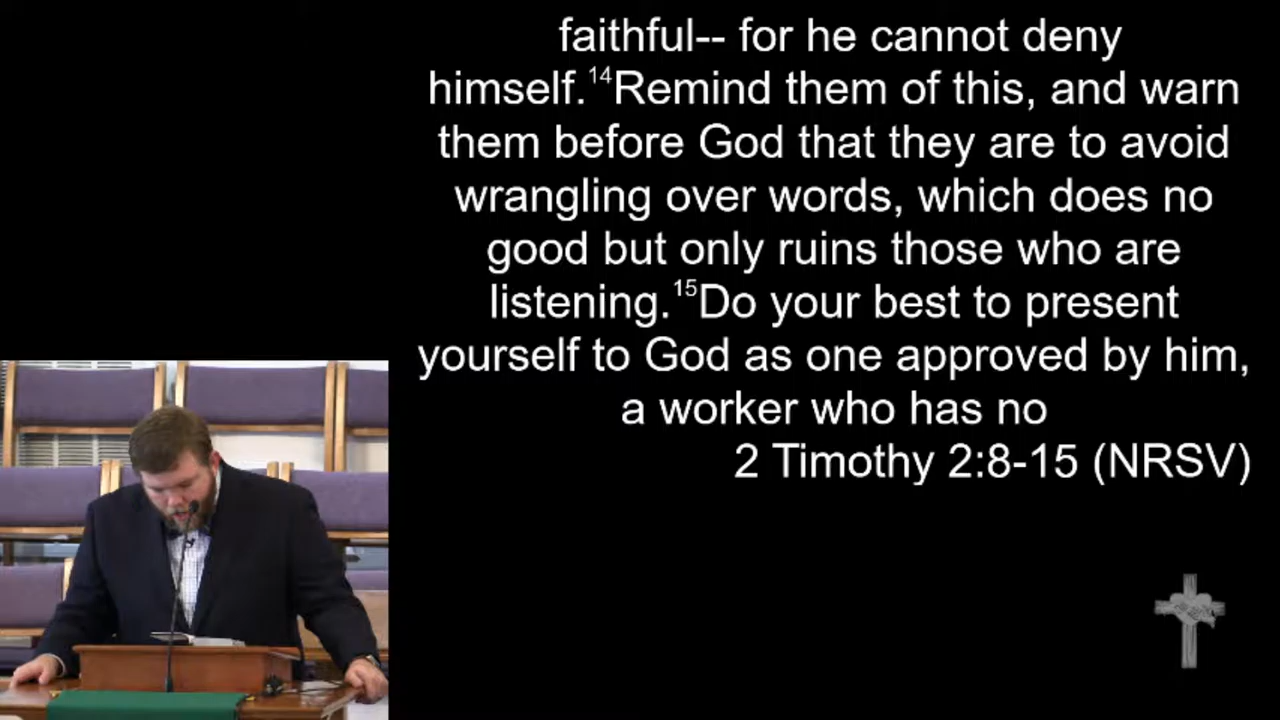 faithful-- for he cannot deny
himself.¹⁴Remind them of this, and warn
them before God that they are to avoid
wrangling over words, which does no
good but only ruins those who are
listening.¹⁵Do your best to present
yourself to God as one approved by him,
a worker who has no
2 Timothy 2:8-15 (NRSV)